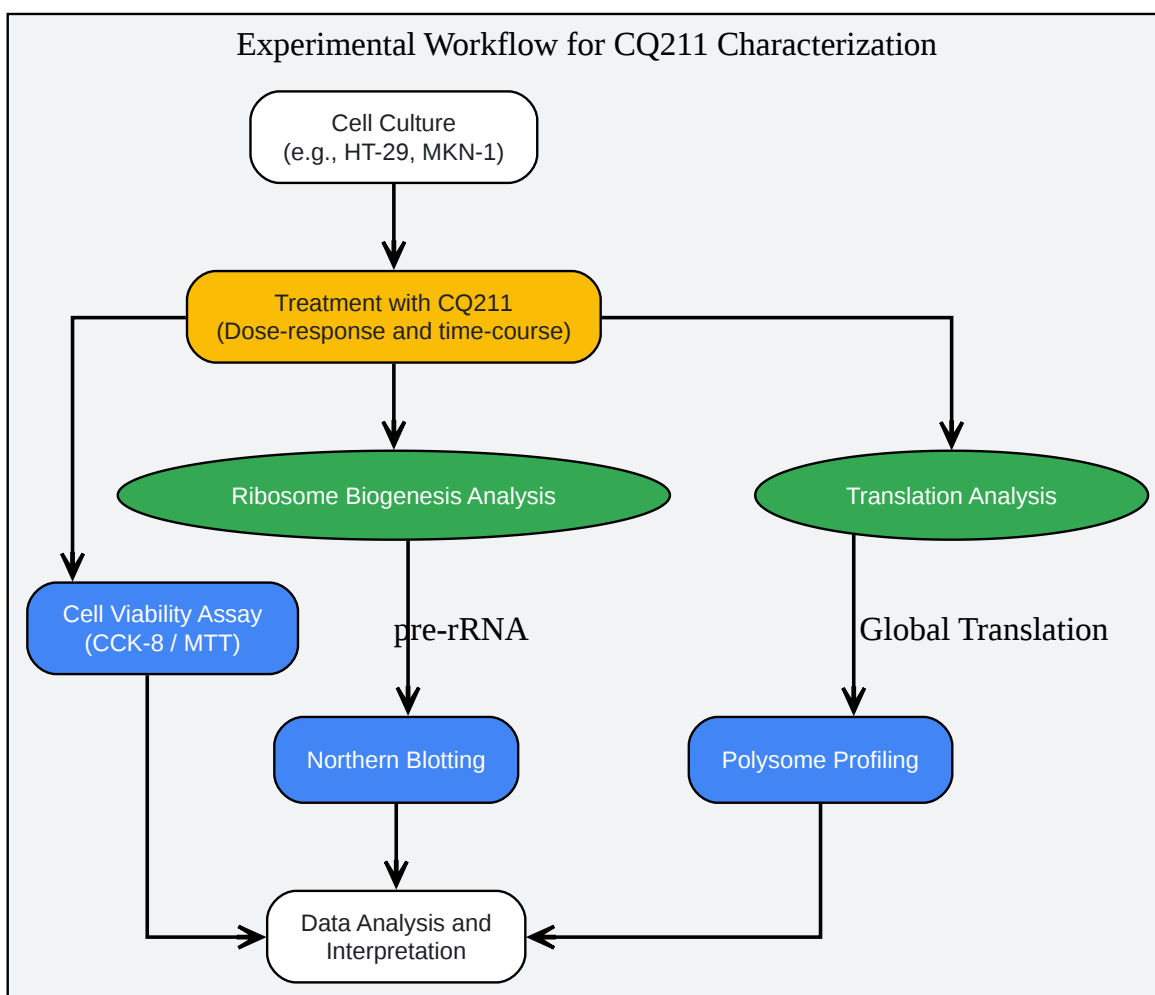 Experimental Workflow for CQ211 Characterization
Cell Culture
(e.g., HT-29, MKN-1)
Treatment with CQ211
(Dose-response and time-course)
Ribosome Biogenesis Analysis
Translation Analysis
Cell Viability Assay
(CCK-8 / MTT)
pre-rRNA
Global Translation
Northern Blotting
Polysome Profiling
Data Analysis and
Interpretation